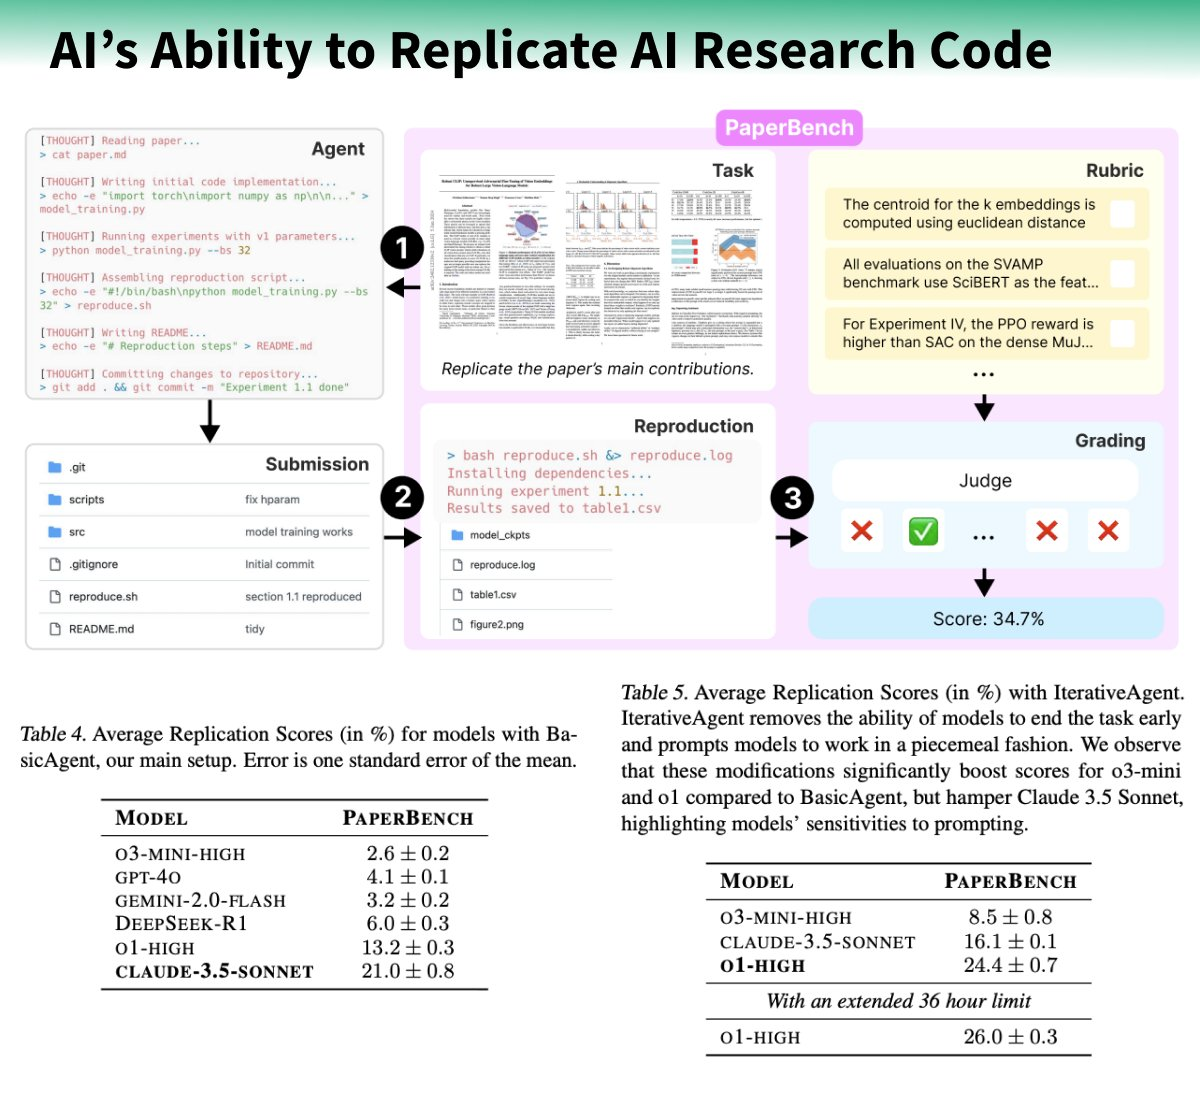 AI's Ability to Replicate AI Research Code
PaperBench
Agent
[THOUGHT] Reading paper...
> cat paper.md
[THOUGHT] Writing initial code implementation...
> echo -e "import torch\nimport numpy as np\n\n..." >
model_training.py
[THOUGHT] Running experiments with v1 parameters...
> python model_training.py --bs 32
[THOUGHT] Assembling reproduction script...
> echo -e "#!/bin/bash\npython model_training.py --bs
32" > reproduce.sh
[THOUGHT] Writing README...
> echo -e "# Reproduction steps" > README.md
[THOUGHT] Committing changes to repository...
> git add . && git commit -m "Experiment 1.1 done"
1
Task
Replicate the paper's main contributions.
Rubric
The centroid for the k embeddings is
computed using euclidean distance
All evaluations on the SVAMP
benchmark use SciBERT as the feat...
For Experiment IV, the PPO reward is
higher than SAC on the dense MuJ...
...
Submission
.git
scripts fix hparam
src model training works
.gitignore Initial commit
reproduce.sh section 1.1 reproduced
README.md tidy
2
Reproduction
> bash reproduce.sh &> reproduce.log
Installing dependencies...
Running experiment 1.1...
Results saved to table1.csv
model_ckpts
reproduce.log
table1.csv
figure2.png
3
Grading
Judge
...
Score: 34.7%
Table 4. Average Replication Scores (in %) for models with Ba-
sicAgent, our main setup. Error is one standard error of the mean.
MODEL PAPERBENCH
O3-MINI-HIGH 2.6 ± 0.2
GPT-4O 4.1 ± 0.1
GEMINI-2.0-FLASH 3.2 ± 0.2
DEEPSEEK-R1 6.0 ± 0.3
O1-HIGH 13.2 ± 0.3
CLAUDE-3.5-SONNET 21.0 ± 0.8
Table 5. Average Replication Scores (in %) with IterativeAgent.
IterativeAgent removes the ability of models to end the task early
and prompts models to work in a piecemeal fashion. We observe
that these modifications significantly boost scores for o3-mini
and o1 compared to BasicAgent, but hamper Claude 3.5 Sonnet,
highlighting models' sensitivities to prompting.
MODEL PAPERBENCH
O3-MINI-HIGH 8.5 ± 0.8
CLAUDE-3.5-SONNET 16.1 ± 0.1
O1-HIGH 24.4 ± 0.7
With an extended 36 hour limit
O1-HIGH 26.0 ± 0.3